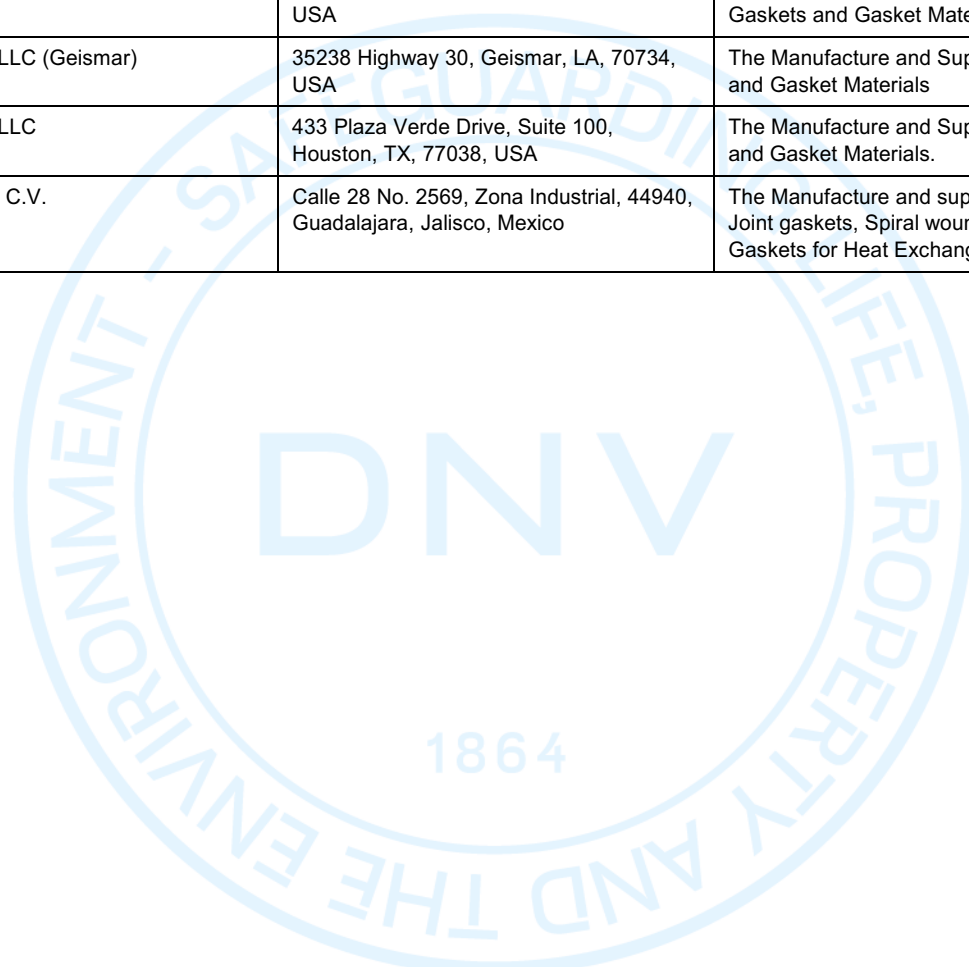 USA
Gaskets and Gasket Mate
LLC (Geismar)
35238 Highway 30, Geismar, LA, 70734,
USA
The Manufacture and Sup
and Gasket Materials
LLC
433 Plaza Verde Drive, Suite 100,
Houston, TX, 77038, USA
The Manufacture and Sup
and Gasket Materials.
C.V.
Calle 28 No. 2569, Zona Industrial, 44940,
Guadalajara, Jalisco, Mexico
The Manufacture and sup
Joint gaskets, Spiral woun
Gaskets for Heat Exchang
SAFEGUARDING LIFE, PROPERTY AND THE ENVIRONMENT -
DNV
1864